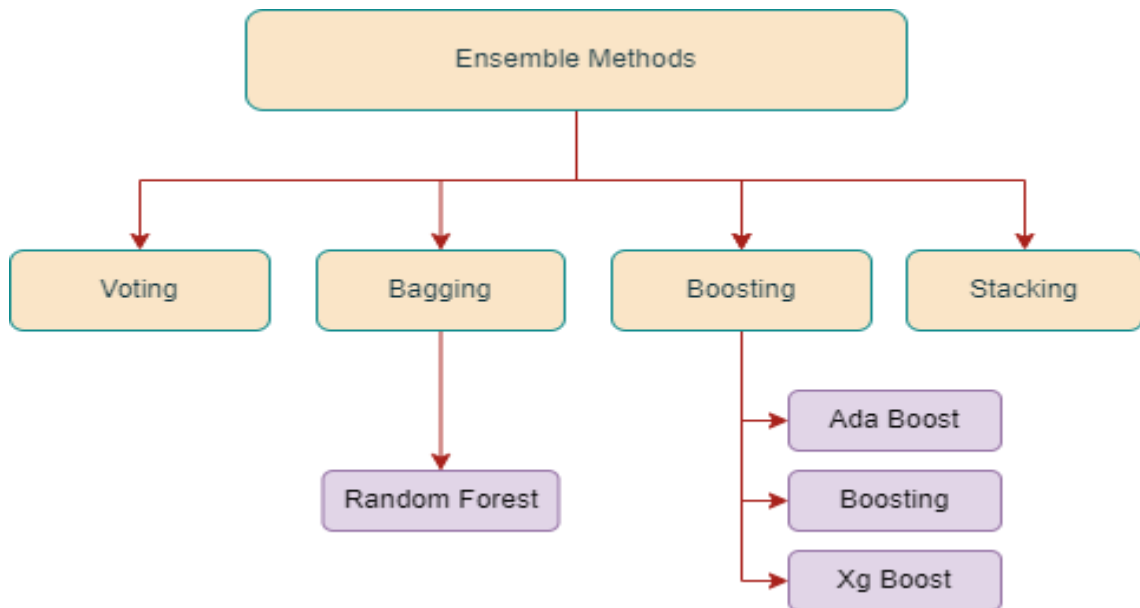 Ensemble Methods
Voting
Bagging
Boosting
Stacking
Ada Boost
Random Forest
Boosting
Xg Boost